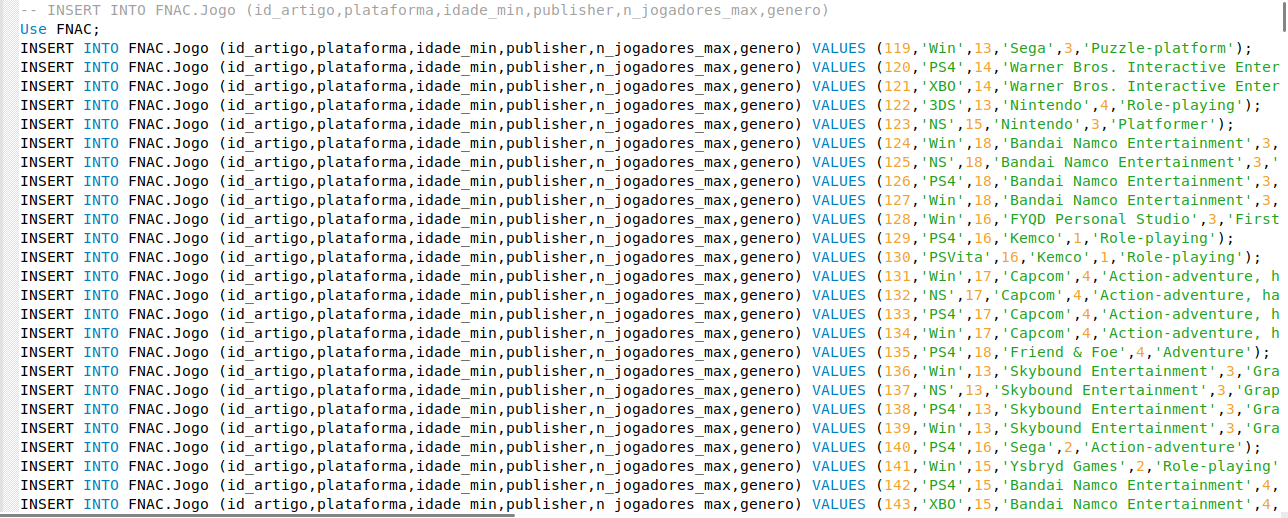 -- INSERT INTO FNAC.Jogo (id_artigo,plataforma,idade_min,publisher,n_jogadores_max,genero)
Use FNAC;
INSERT INTO FNAC.Jogo (id_artigo,plataforma,idade_min,publisher,n_jogadores_max,genero) VALUES (119,'Win',13,'Sega',3,'Puzzle-platform');
INSERT INTO FNAC.Jogo (id_artigo,plataforma,idade_min,publisher,n_jogadores_max,genero) VALUES (120,'PS4',14,'Warner Bros. Interactive Enter
INSERT INTO FNAC.Jogo (id_artigo,plataforma,idade_min,publisher,n_jogadores_max,genero) VALUES (121,'XBO',14,'Warner Bros. Interactive Enter
INSERT INTO FNAC.Jogo (id_artigo,plataforma,idade_min,publisher,n_jogadores_max,genero) VALUES (122,'3DS',13,'Nintendo',4,'Role-playing');
INSERT INTO FNAC.Jogo (id_artigo,plataforma,idade_min,publisher,n_jogadores_max,genero) VALUES (123,'NS',15,'Nintendo',3,'Platformer');
INSERT INTO FNAC.Jogo (id_artigo,plataforma,idade_min,publisher,n_jogadores_max,genero) VALUES (124,'Win',18,'Bandai Namco Entertainment',3,
INSERT INTO FNAC.Jogo (id_artigo,plataforma,idade_min,publisher,n_jogadores_max,genero) VALUES (125,'NS',18,'Bandai Namco Entertainment',3,'
INSERT INTO FNAC.Jogo (id_artigo,plataforma,idade_min,publisher,n_jogadores_max,genero) VALUES (126,'PS4',18,'Bandai Namco Entertainment',3,
INSERT INTO FNAC.Jogo (id_artigo,plataforma,idade_min,publisher,n_jogadores_max,genero) VALUES (127,'Win',18,'Bandai Namco Entertainment',3,
INSERT INTO FNAC.Jogo (id_artigo,plataforma,idade_min,publisher,n_jogadores_max,genero) VALUES (128,'Win',16,'FYQD Personal Studio',3,'First
INSERT INTO FNAC.Jogo (id_artigo,plataforma,idade_min,publisher,n_jogadores_max,genero) VALUES (129,'PS4',16,'Kemco',1,'Role-playing');
INSERT INTO FNAC.Jogo (id_artigo,plataforma,idade_min,publisher,n_jogadores_max,genero) VALUES (130,'PSVita',16,'Kemco',1,'Role-playing');
INSERT INTO FNAC.Jogo (id_artigo,plataforma,idade_min,publisher,n_jogadores_max,genero) VALUES (131,'Win',17,'Capcom',4,'Action-adventure, h
INSERT INTO FNAC.Jogo (id_artigo,plataforma,idade_min,publisher,n_jogadores_max,genero) VALUES (132,'NS',17,'Capcom',4,'Action-adventure, ha
INSERT INTO FNAC.Jogo (id_artigo,plataforma,idade_min,publisher,n_jogadores_max,genero) VALUES (133,'PS4',17,'Capcom',4,'Action-adventure, h
INSERT INTO FNAC.Jogo (id_artigo,plataforma,idade_min,publisher,n_jogadores_max,genero) VALUES (134,'Win',17,'Capcom',4,'Action-adventure, h
INSERT INTO FNAC.Jogo (id_artigo,plataforma,idade_min,publisher,n_jogadores_max,genero) VALUES (135,'PS4',18,'Friend & Foe',4,'Adventure');
INSERT INTO FNAC.Jogo (id_artigo,plataforma,idade_min,publisher,n_jogadores_max,genero) VALUES (136,'Win',13,'Skybound Entertainment',3,'Gra
INSERT INTO FNAC.Jogo (id_artigo,plataforma,idade_min,publisher,n_jogadores_max,genero) VALUES (137,'NS',13,'Skybound Entertainment',3,'Grap
INSERT INTO FNAC.Jogo (id_artigo,plataforma,idade_min,publisher,n_jogadores_max,genero) VALUES (138,'PS4',13,'Skybound Entertainment',3,'Gra
INSERT INTO FNAC.Jogo (id_artigo,plataforma,idade_min,publisher,n_jogadores_max,genero) VALUES (139,'Win',13,'Skybound Entertainment',3,'Gra
INSERT INTO FNAC.Jogo (id_artigo,plataforma,idade_min,publisher,n_jogadores_max,genero) VALUES (140,'PS4',16,'Sega',2,'Action-adventure');
INSERT INTO FNAC.Jogo (id_artigo,plataforma,idade_min,publisher,n_jogadores_max,genero) VALUES (141,'Win',15,'Ysbryd Games',2,'Role-playing'
INSERT INTO FNAC.Jogo (id_artigo,plataforma,idade_min,publisher,n_jogadores_max,genero) VALUES (142,'PS4',15,'Bandai Namco Entertainment',4,
INSERT INTO FNAC.Jogo (id_artigo,plataforma,idade_min,publisher,n_jogadores_max,genero) VALUES (143,'XBO',15,'Bandai Namco Entertainment',4,